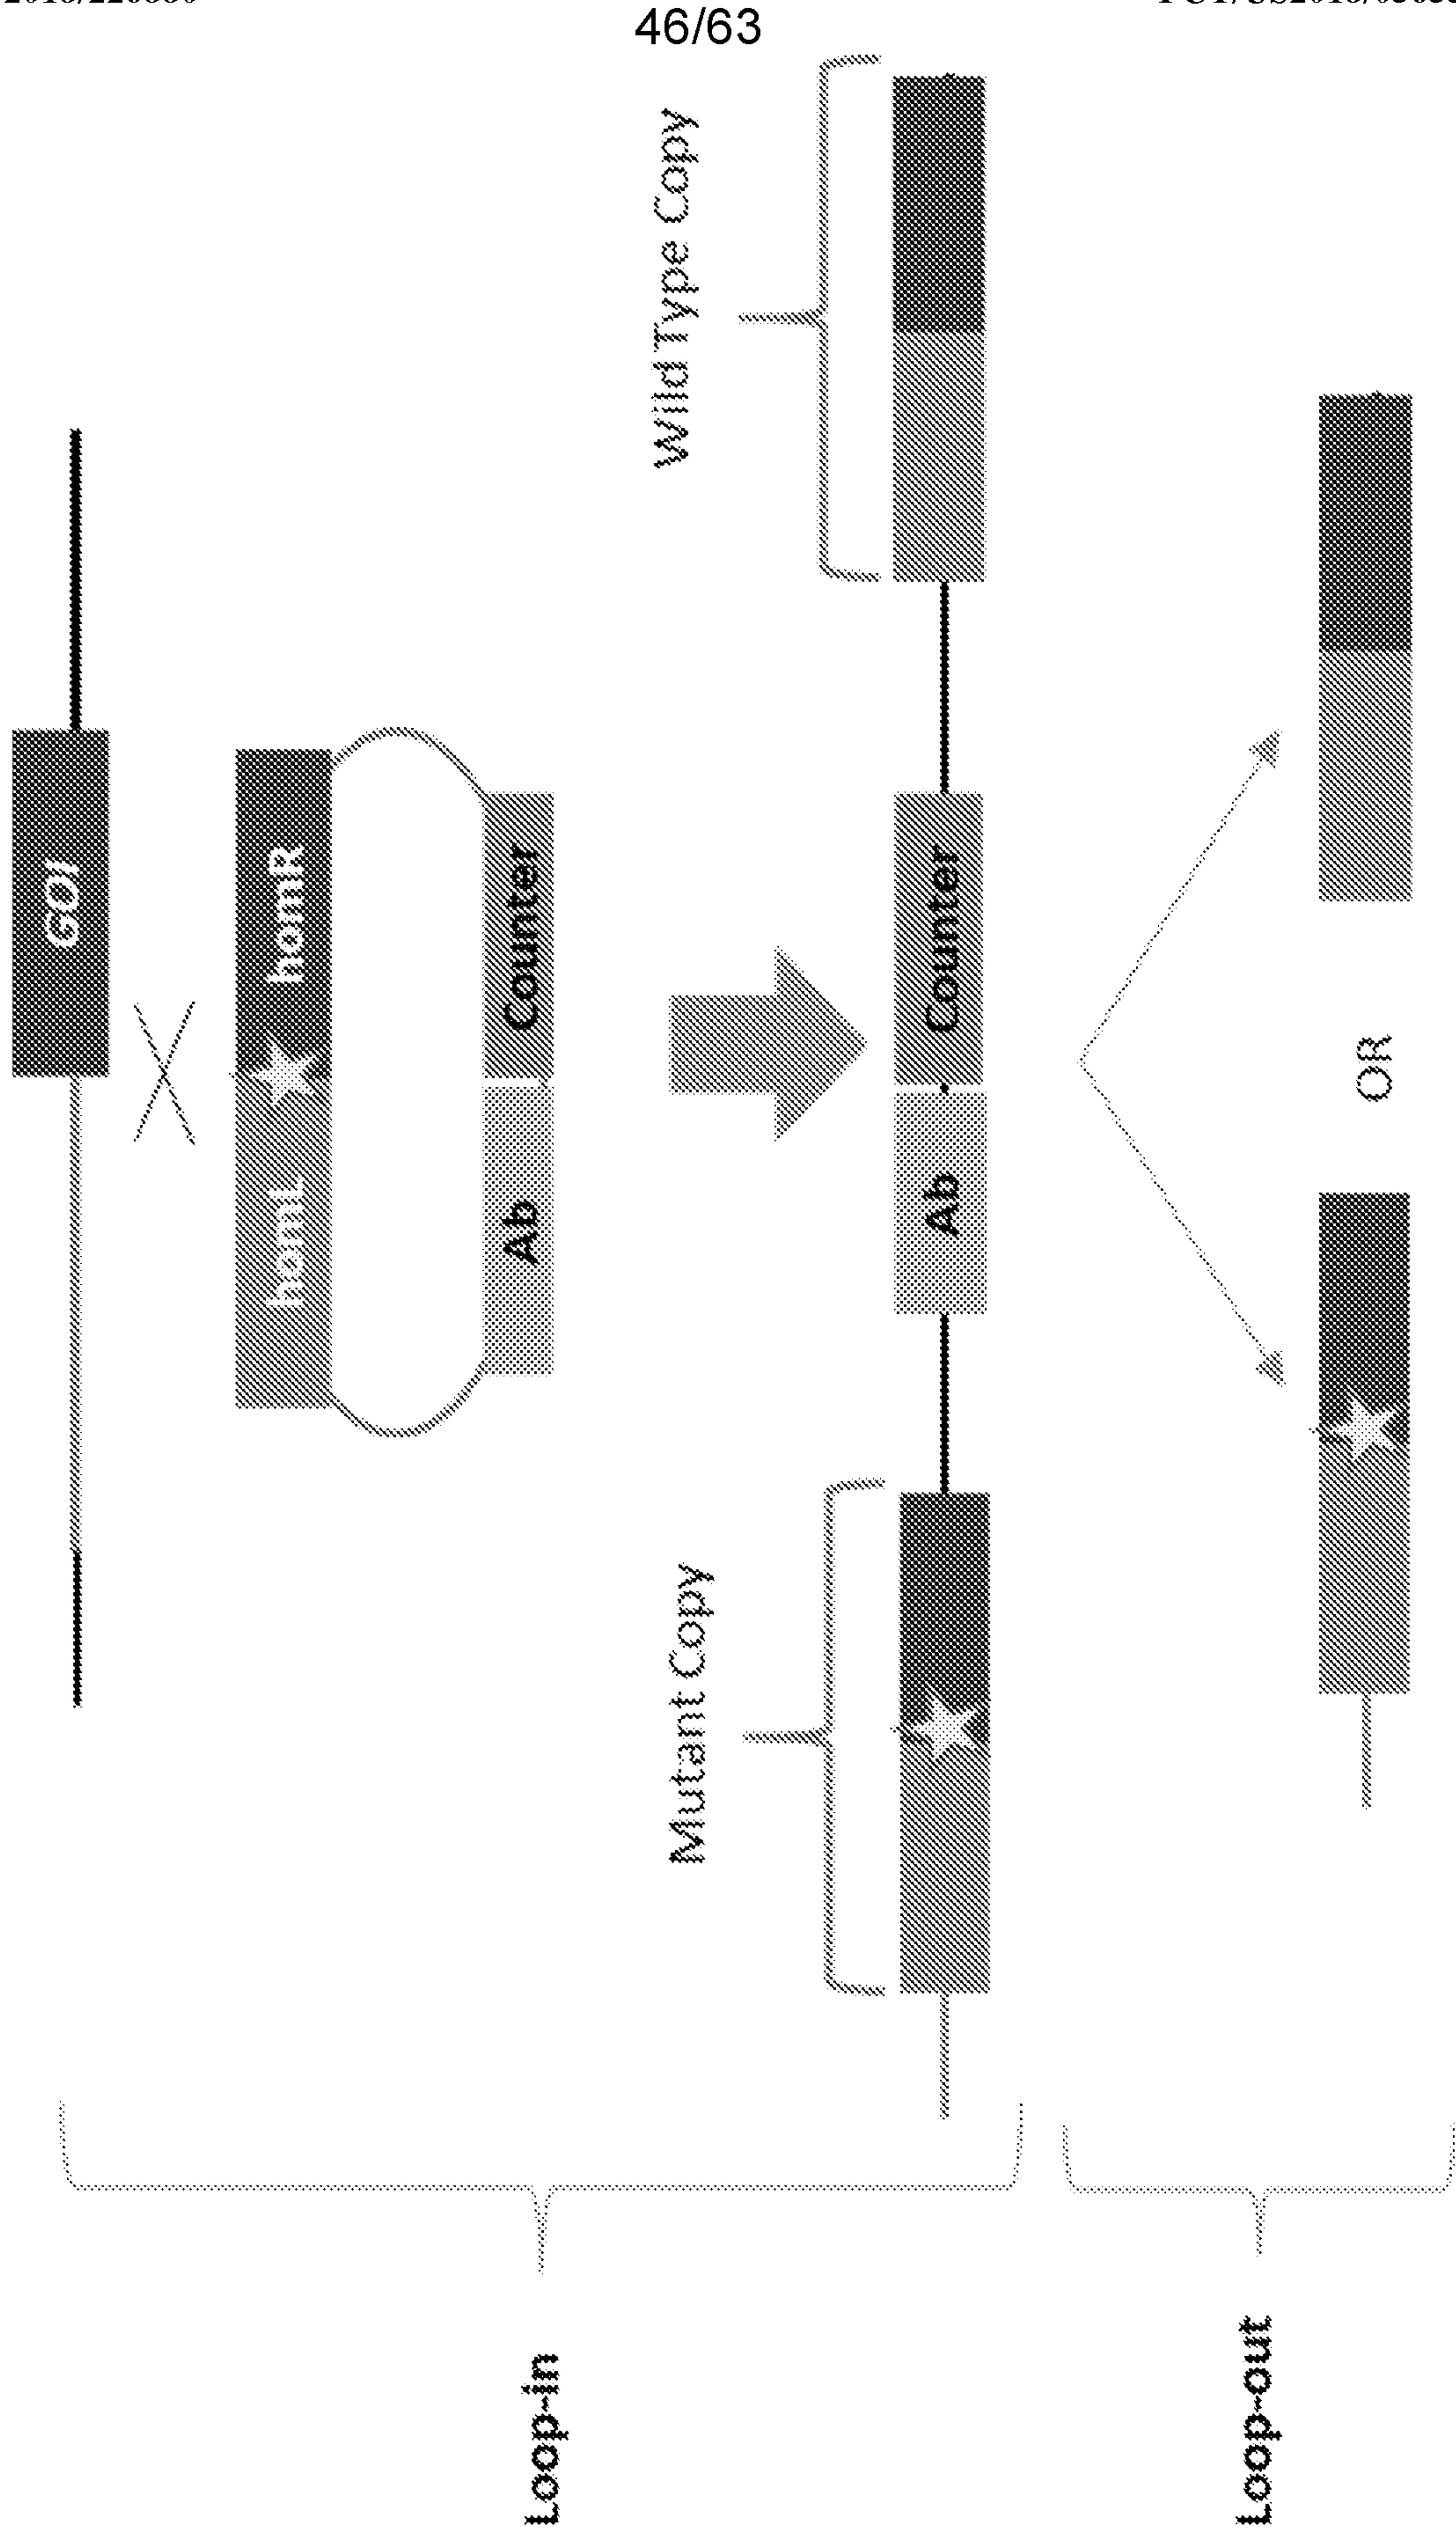 46/63
GOI
homL
homR
Ab
Counter
Mutant Copy
Wild Type Copy
Ab
Counter
OR
Loop-in
Loop-out